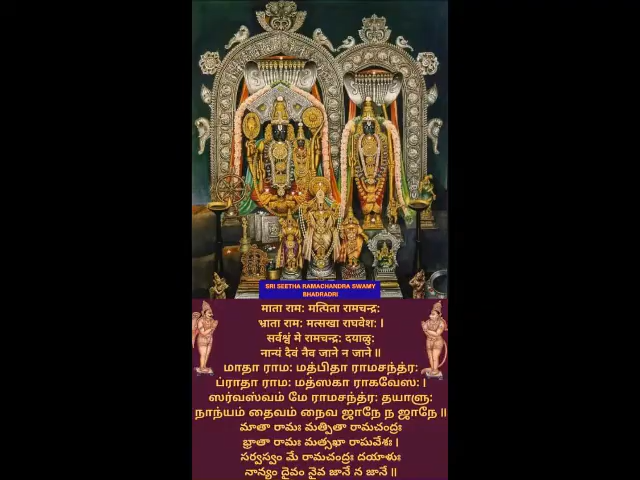 SRI SEETHA RAMACHANDRA SWAMY
BHADRADRI
माता राम: मत्पिता रामचन्द्र:
भ्राता राम: मत्सखा राघवेश: ।
सर्वश्वं मे रामचन्द्र: दयाळु:
नान्यं दैवं नैव जाने न जाने ॥
மாதா ராம: மத்பிதா ராமசந்த்ர:
ப்ராதா ராம: மத்ஸகா ராகவேஸ: ।
ஸர்வஸ்வம் மே ராமசந்த்ர: தயாளு:
நாந்யம் தைவம் நைவ ஜாநே ந ஜாநே ॥
మాతా రామః మత్పితా రామచంద్రః
భ్రాతా రామః మత్సఖా రాఘవేశః ।
సర్వస్వం మే రామచంద్రః దయాళుః
నాన్యం దైవం నైవ జానే న జానే ॥